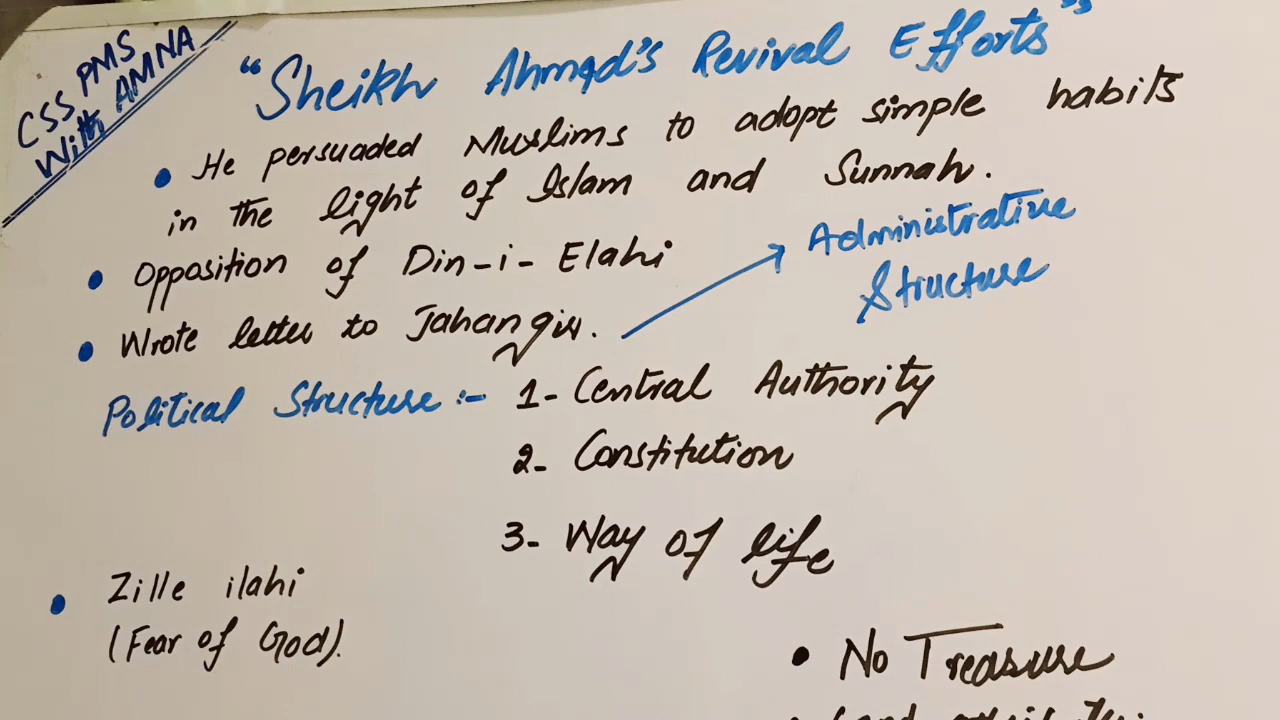 CSS PMS
With AMNA
"Sheikh Ahmad's Revival Efforts"
• He persuaded Muslims to adopt simple habits
in the light of Islam and Sunnah.
• Opposition of Din-i-Elahi
• Wrote letter to Jahangir. → Administrative
Structure
Political Structure :- 1- Central Authority
2- Constitution
3- Way of life
• Zille ilahi
(Fear of God).
• No Treasure